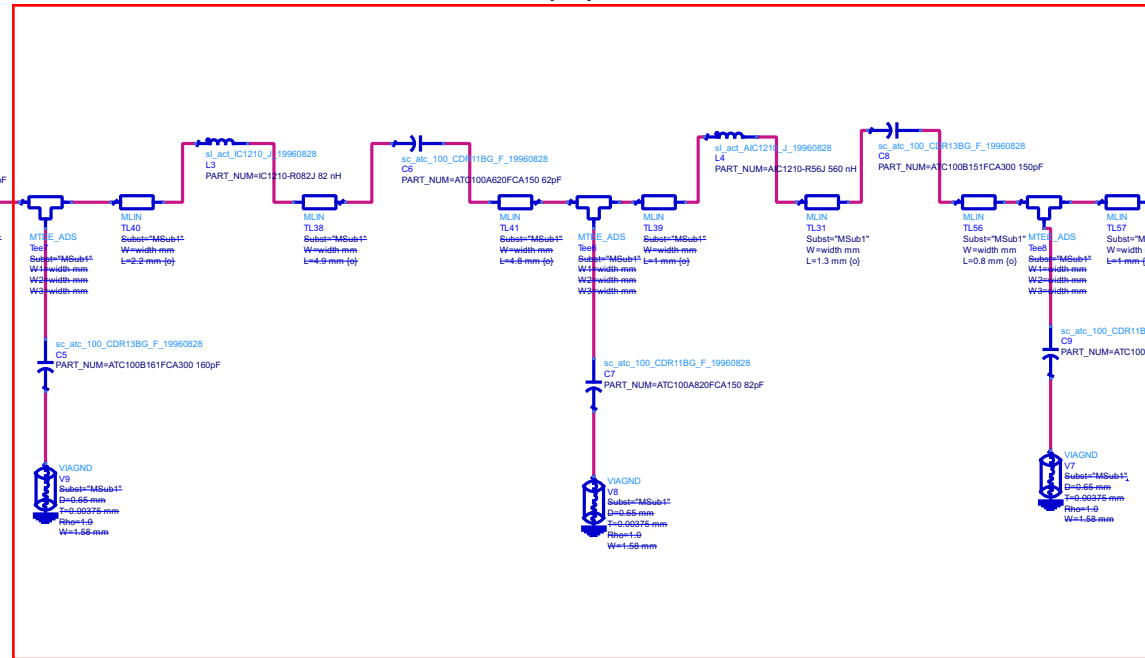 pF
sl_act_IC1210_J_19960828
L3
PART_NUM=IC1210-R082J 82 nH
sc_atc_100_CDR11BG_F_19960828
C6
PART_NUM=ATC100A620FCA150 62pF
sl_act_AIC1210_J_19960828
L4
PART_NUM=AIC1210-R56J 560 nH
sc_atc_100_CDR13BG_F_19960828
C8
PART_NUM=ATC100B151FCA300 150pF
MTEE_ADS
Subst="MSub1"
W1=width mm
W2=width mm
W3=width mm
MLIN
TL40
Subst="MSub1"
W=width mm
L=2.2 mm {o}
MLIN
TL38
Subst="MSub1"
W=width mm
L=4.9 mm {o}
MLIN
TL41
Subst="MSub1"
W=width mm
L=4.8 mm {o}
MTEE_ADS
Subst="MSub1"
W1=width mm
W2=width mm
W3=width mm
MLIN
TL39
Subst="MSub1"
W=width mm
L=1 mm {o}
MLIN
TL31
Subst="MSub1"
W=width mm
L=1.3 mm {o}
MLIN
TL56
Subst="MSub1"
W=width mm
L=0.8 mm {o}
MTEE_ADS
Tee8
Subst="MSub1"
W1=width mm
W2=width mm
W3=width mm
MLIN
TL57
Subst="M
W=width
L=1 mm {
sc_atc_100_CDR13BG_F_19960828
C5
PART_NUM=ATC100B161FCA300 160pF
sc_atc_100_CDR11BG_F_19960828
C7
PART_NUM=ATC100A820FCA150 82pF
sc_atc_100_CDR11B
C9
PART_NUM=ATC100
VIAGND
V9
Subst="MSub1"
D=0.65 mm
T=0.00375 mm
Rho=1.0
W=1.58 mm
VIAGND
V8
Subst="MSub1"
D=0.65 mm
T=0.00375 mm
Rho=1.0
W=1.58 mm
VIAGND
V7
Subst="MSub1"
D=0.65 mm
T=0.00375 mm
Rho=1.0
W=1.58 mm